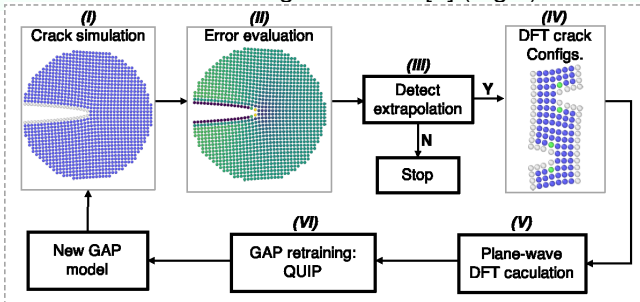 (I)
Crack simulation
(II)
Error evaluation
(III)
Detect
extrapolation
Y
N
Stop
(IV)
DFT crack
Configs.
(V)
Plane-wave
DFT caculation
(VI)
GAP retraining:
QUIP
New GAP
model